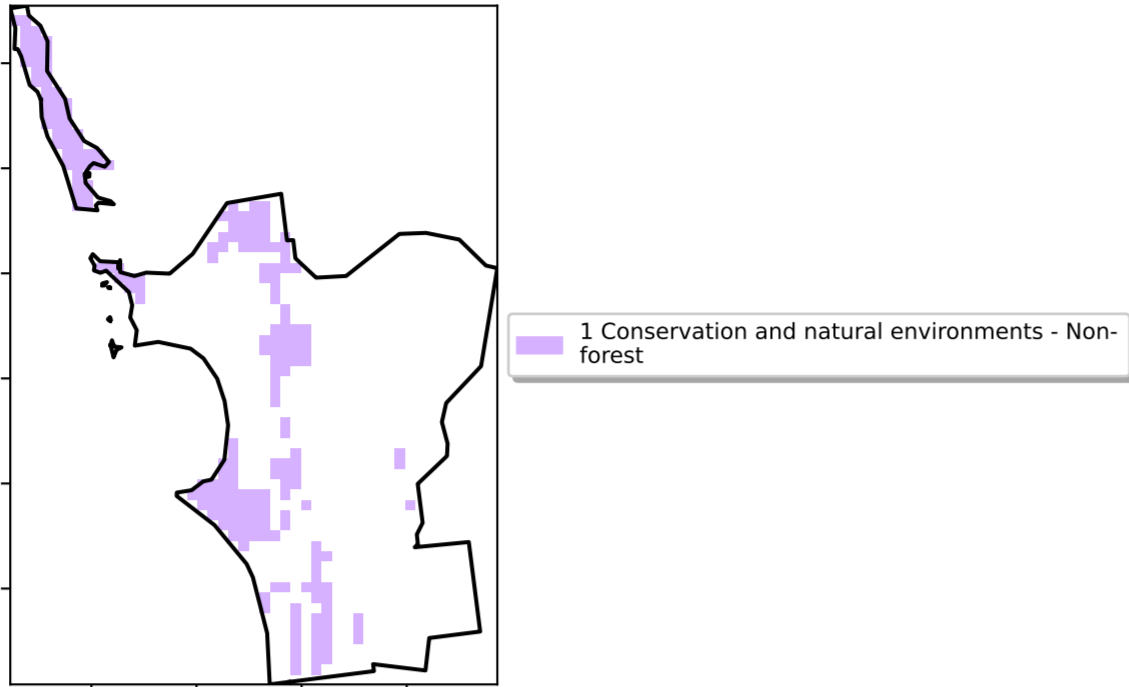 1 Conservation and natural environments - Non-
forest